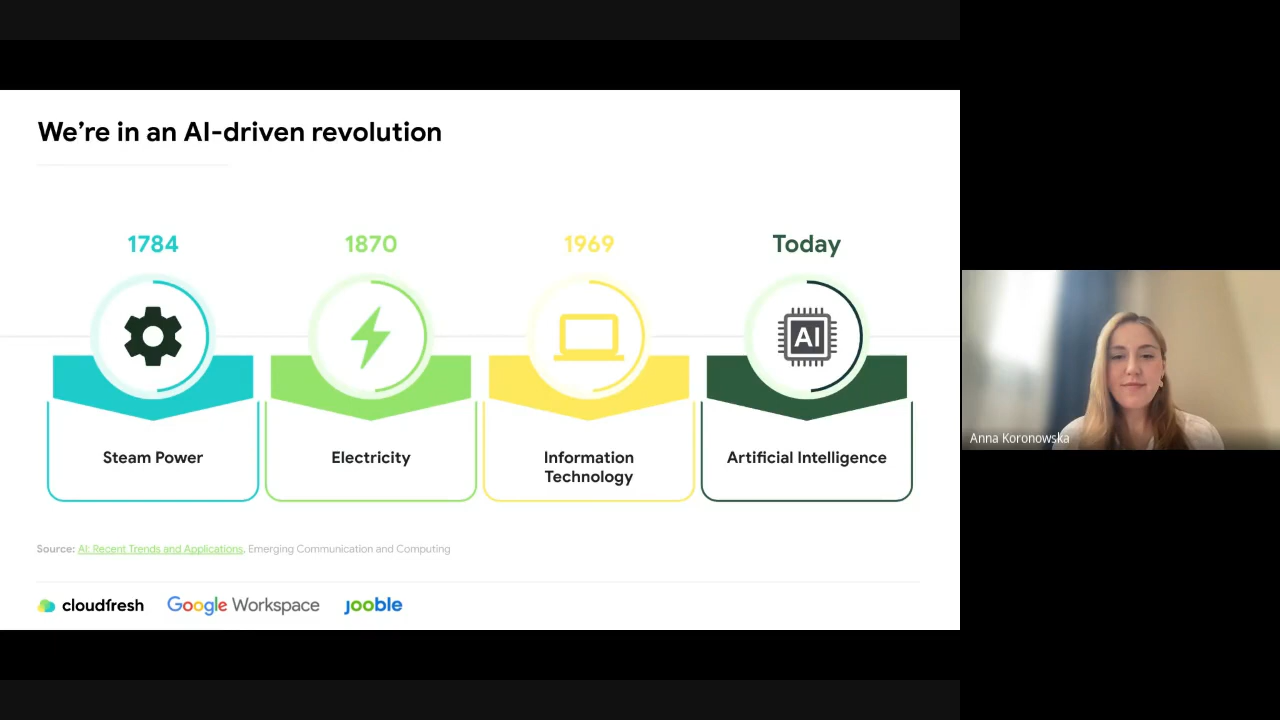 We’re in an AI-driven revolution
1784
1870
1969
Today
AI
Steam Power
Electricity
Information
Technology
Artificial Intelligence
Source: AI: Recent Trends and Applications, Emerging Communication and Computing
cloudfresh
Google Workspace
jooble
Anna Koronowska